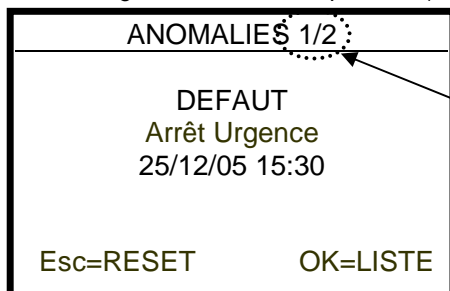 ANOMALIES 1/2
DEFAUT
Arrêt Urgence
25/12/05 15:30
Esc=RESET OK=LISTE